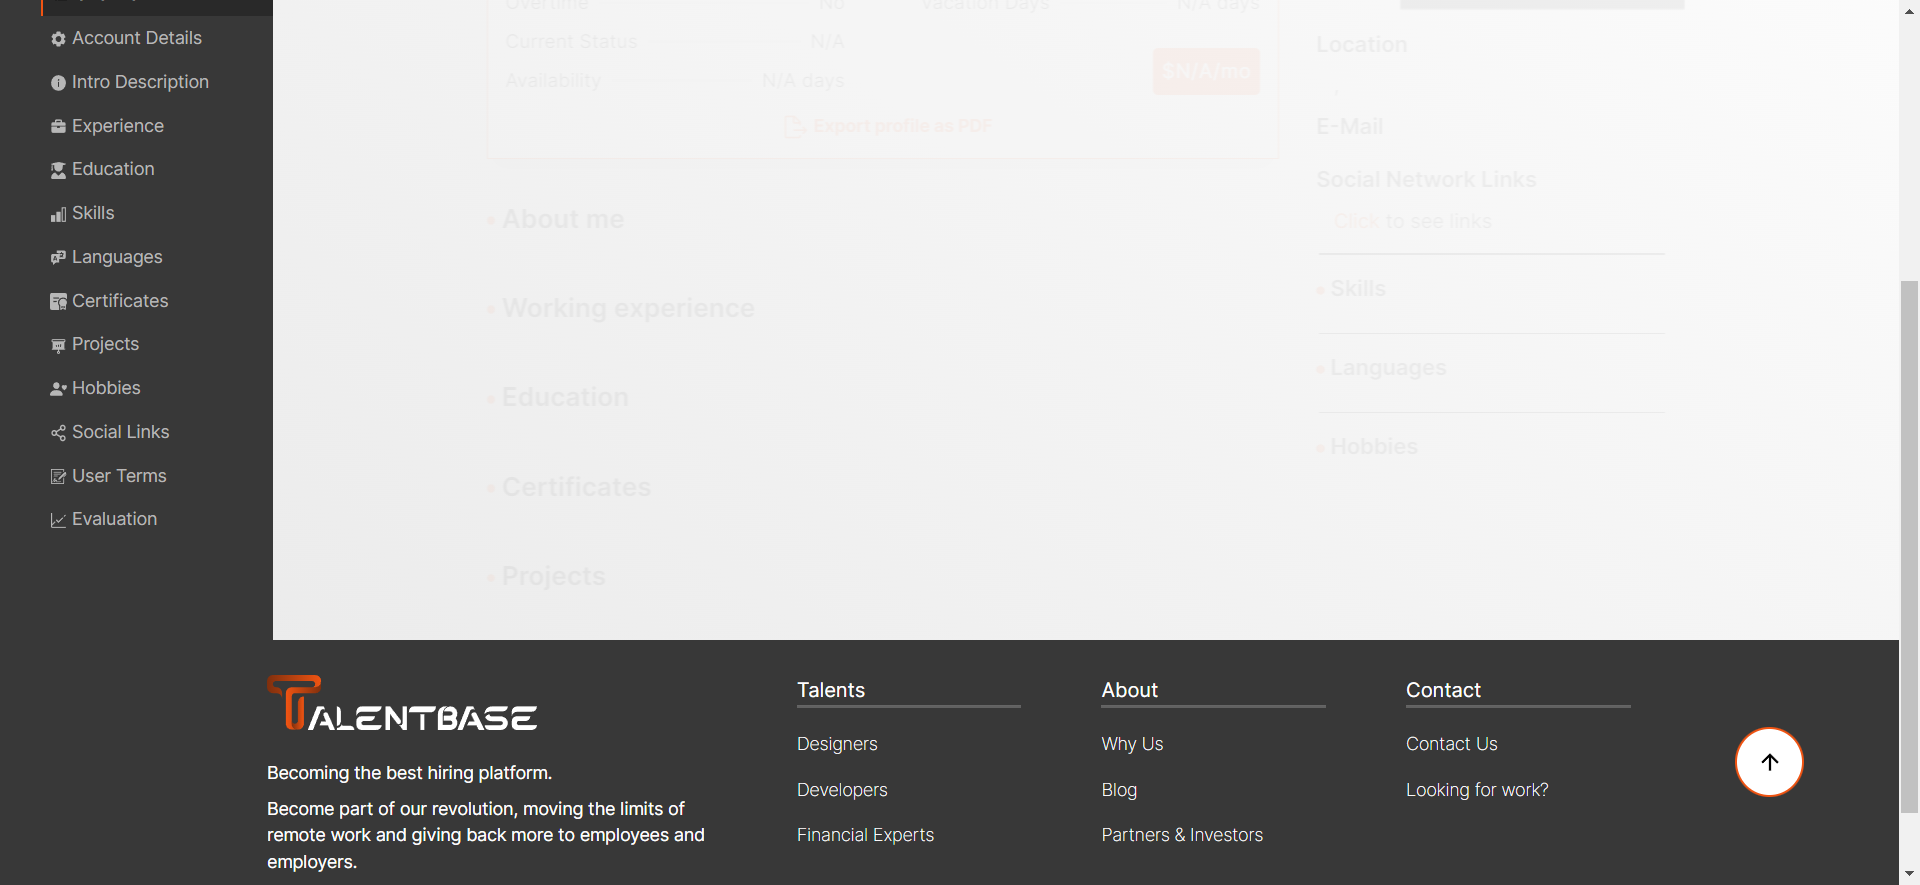 Account Details
Intro Description
Experience
Education
Skills
Languages
Certificates
Projects
Hobbies
Social Links
User Terms
Evaluation
Overtime No Vacation Days N/A days
Current Status N/A
Availability N/A days
$N/A/mo
Export profile as PDF
About me
Working experience
Education
Certificates
Projects
Location
E-Mail
Social Network Links
Click to see links
Skills
Languages
Hobbies
TALENTBASE
Becoming the best hiring platform.
Become part of our revolution, moving the limits of
remote work and giving back more to employees and
employers.
Talents
Designers
Developers
Financial Experts
About
Why Us
Blog
Partners & Investors
Contact
Contact Us
Looking for work?